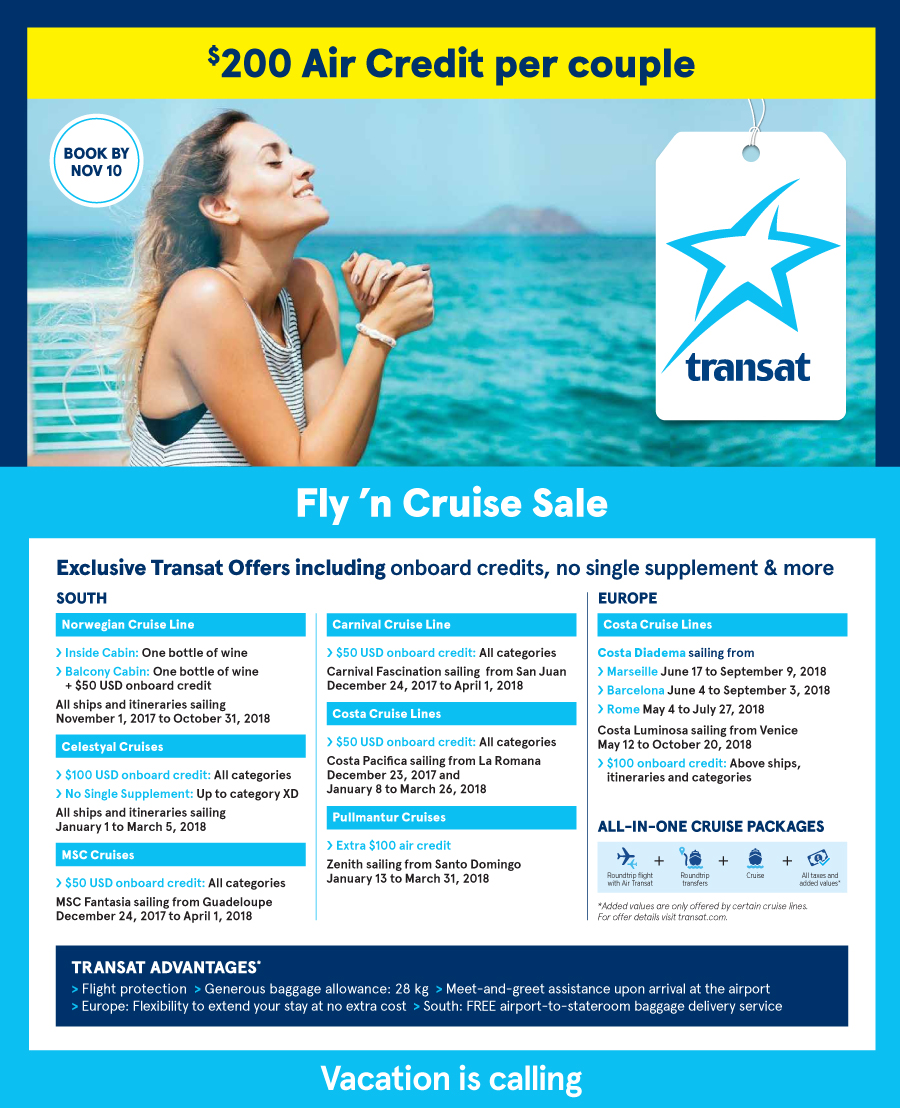 $200 Air Credit per couple
BOOK BY
NOV 10
transat
Fly 'n Cruise Sale
Exclusive Transat Offers including onboard credits, no single supplement & more
SOUTH
Norwegian Cruise Line
Inside Cabin: One bottle of wine
Balcony Cabin: One bottle of wine
+ $50 USD onboard credit
All ships and itineraries sailing
November 1, 2017 to October 31, 2018
Celestyal Cruises
$100 USD onboard credit: All categories
No Single Supplement: Up to category XD
All ships and itineraries sailing
January 1 to March 5, 2018
MSC Cruises
$50 USD onboard credit: All categories
MSC Fantasia sailing from Guadeloupe
December 24, 2017 to April 1, 2018
Carnival Cruise Line
$50 USD onboard credit: All categories
Carnival Fascination sailing from San Juan
December 24, 2017 to April 1, 2018
Costa Cruise Lines
$50 USD onboard credit: All categories
Costa Pacifica sailing from La Romana
December 23, 2017 and
January 8 to March 26, 2018
Pullmantur Cruises
Extra $100 air credit
Zenith sailing from Santo Domingo
January 13 to March 31, 2018
EUROPE
Costa Cruise Lines
Costa Diadema sailing from
Marseille June 17 to September 9, 2018
Barcelona June 4 to September 3, 2018
Rome May 4 to July 27, 2018
Costa Luminosa sailing from Venice
May 12 to October 20, 2018
$100 onboard credit: Above ships,
itineraries and categories
ALL-IN-ONE CRUISE PACKAGES
+ + +
Roundtrip flight
with Air Transat
Roundtrip
transfers
Cruise
All taxes and
added values*
*Added values are only offered by certain cruise lines.
For offer details visit transat.com.
TRANSAT ADVANTAGES*
> Flight protection > Generous baggage allowance: 28 kg > Meet-and-greet assistance upon arrival at the airport
> Europe: Flexibility to extend your stay at no extra cost > South: FREE airport-to-stateroom baggage delivery service
Vacation is calling